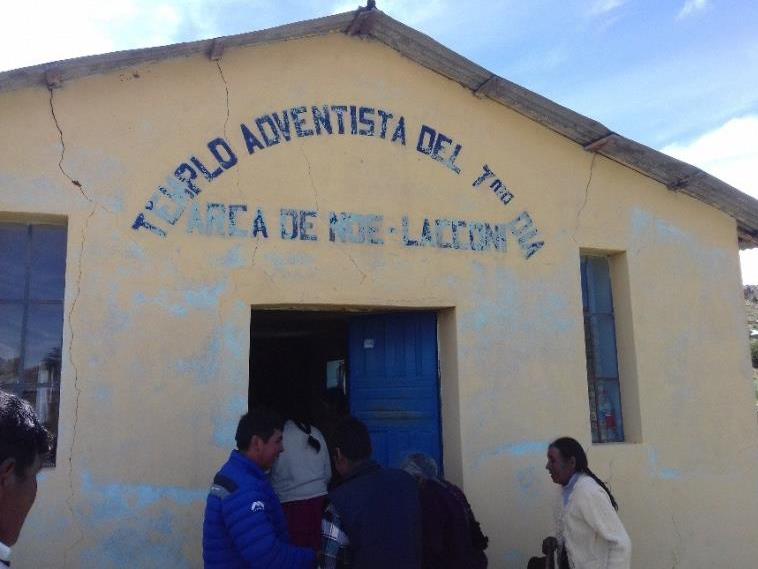 TEMPLO ADVENTISTA DEL 7mo DIA
ARCA DE NOE - LACCONI